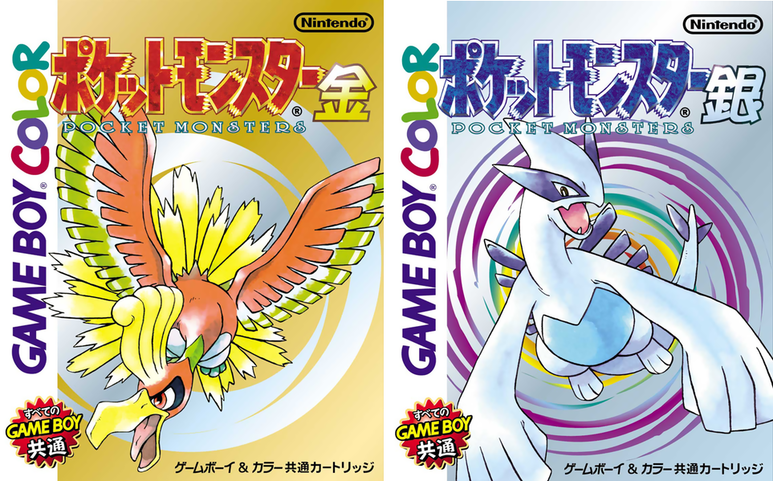 Nintendo
GAME BOY COLOR
ポケットモンスター金
POCKET MONSTERS
すべての
GAME BOY
共通
ゲームボーイ & カラー共通カートリッジ
Nintendo
GAME BOY COLOR
ポケットモンスター銀
POCKET MONSTERS
すべての
GAME BOY
共通
ゲームボーイ & カラー共通カートリッジ